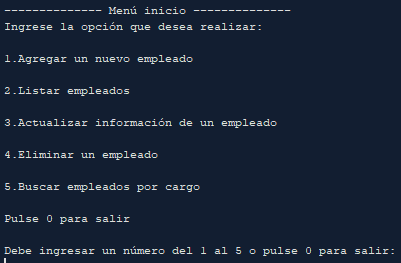 -------------- Menú inicio --------------
Ingrese la opción que desea realizar:
1.Agregar un nuevo empleado
2.Listar empleados
3.Actualizar información de un empleado
4.Eliminar un empleado
5.Buscar empleados por cargo
Pulse 0 para salir
Debe ingresar un número del 1 al 5 o pulse 0 para salir: